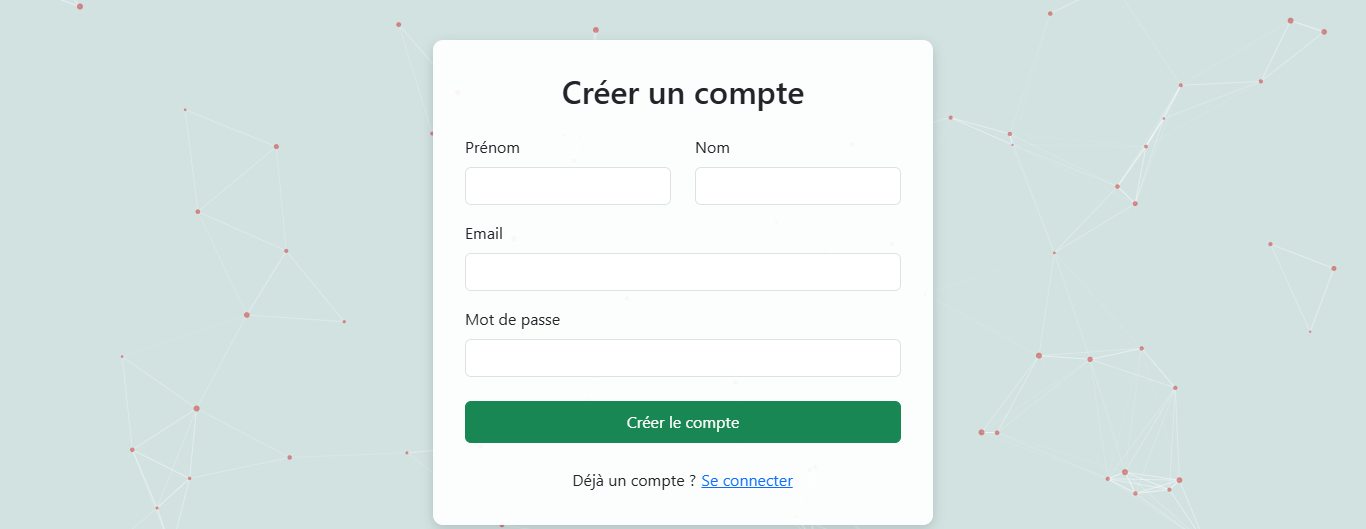 Créer un compte
Prénom Nom
Email
Mot de passe
Créer le compte
Déjà un compte ? Se connecter